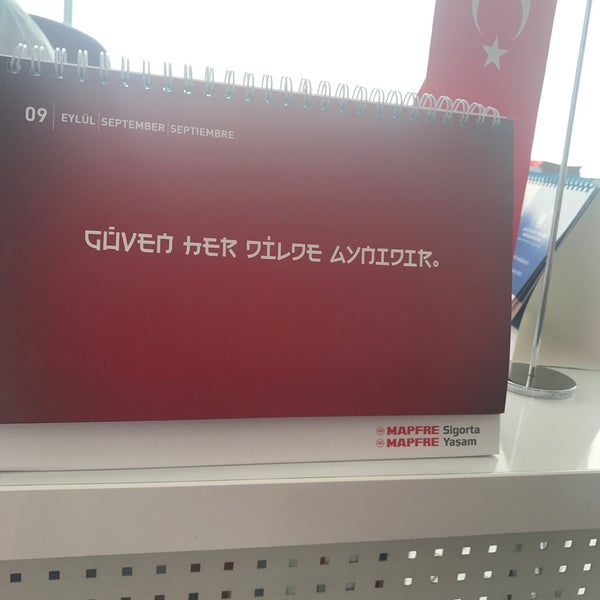 09 | EYLÜL | SEPTEMBER | SEPTIEMBRE
GÜVEN HER DİLDE AYNIDIR.
MAPFRE Sigorta
MAPFRE Yaşam